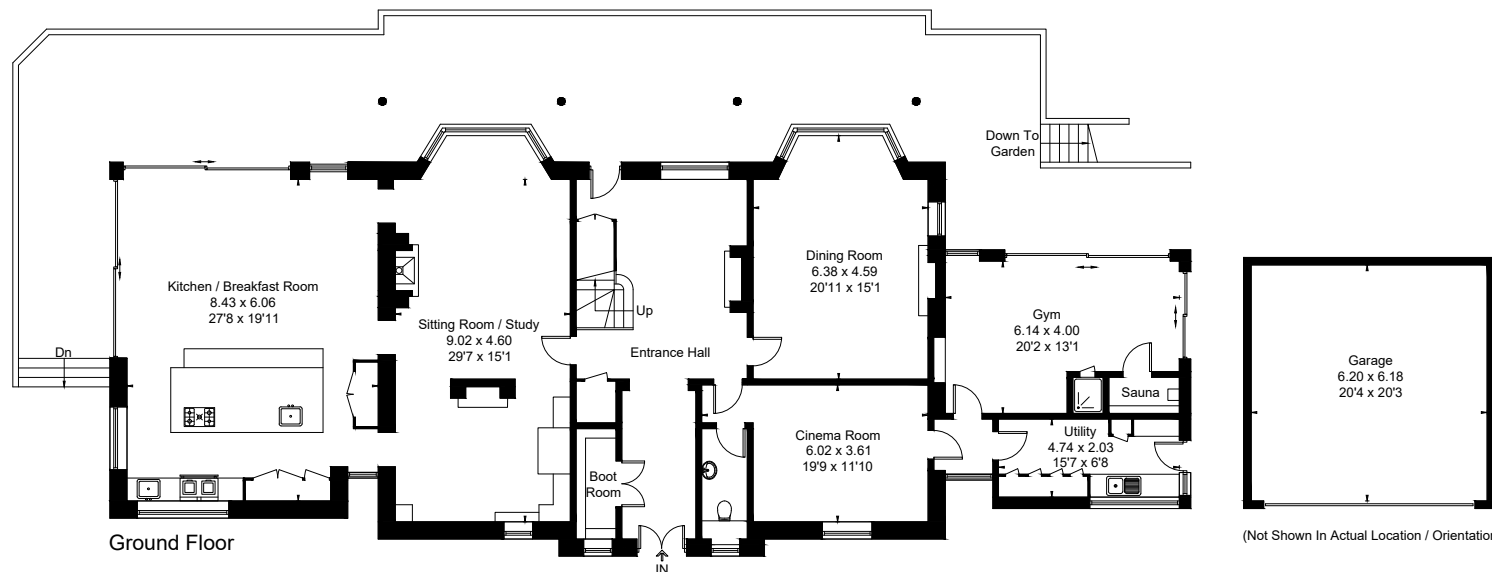 Down To
Garden
Kitchen / Breakfast Room
8.43 x 6.06
27'8 x 19'11
Dn
Sitting Room / Study
9.02 x 4.60
29'7 x 15'1
Up
Entrance Hall
Dining Room
6.38 x 4.59
20'11 x 15'1
Gym
6.14 x 4.00
20'2 x 13'1
Sauna
Garage
6.20 x 6.18
20'4 x 20'3
Cinema Room
6.02 x 3.61
19'9 x 11'10
Utility
4.74 x 2.03
15'7 x 6'8
Boot
Room
IN
Ground Floor
(Not Shown In Actual Location / Orientation